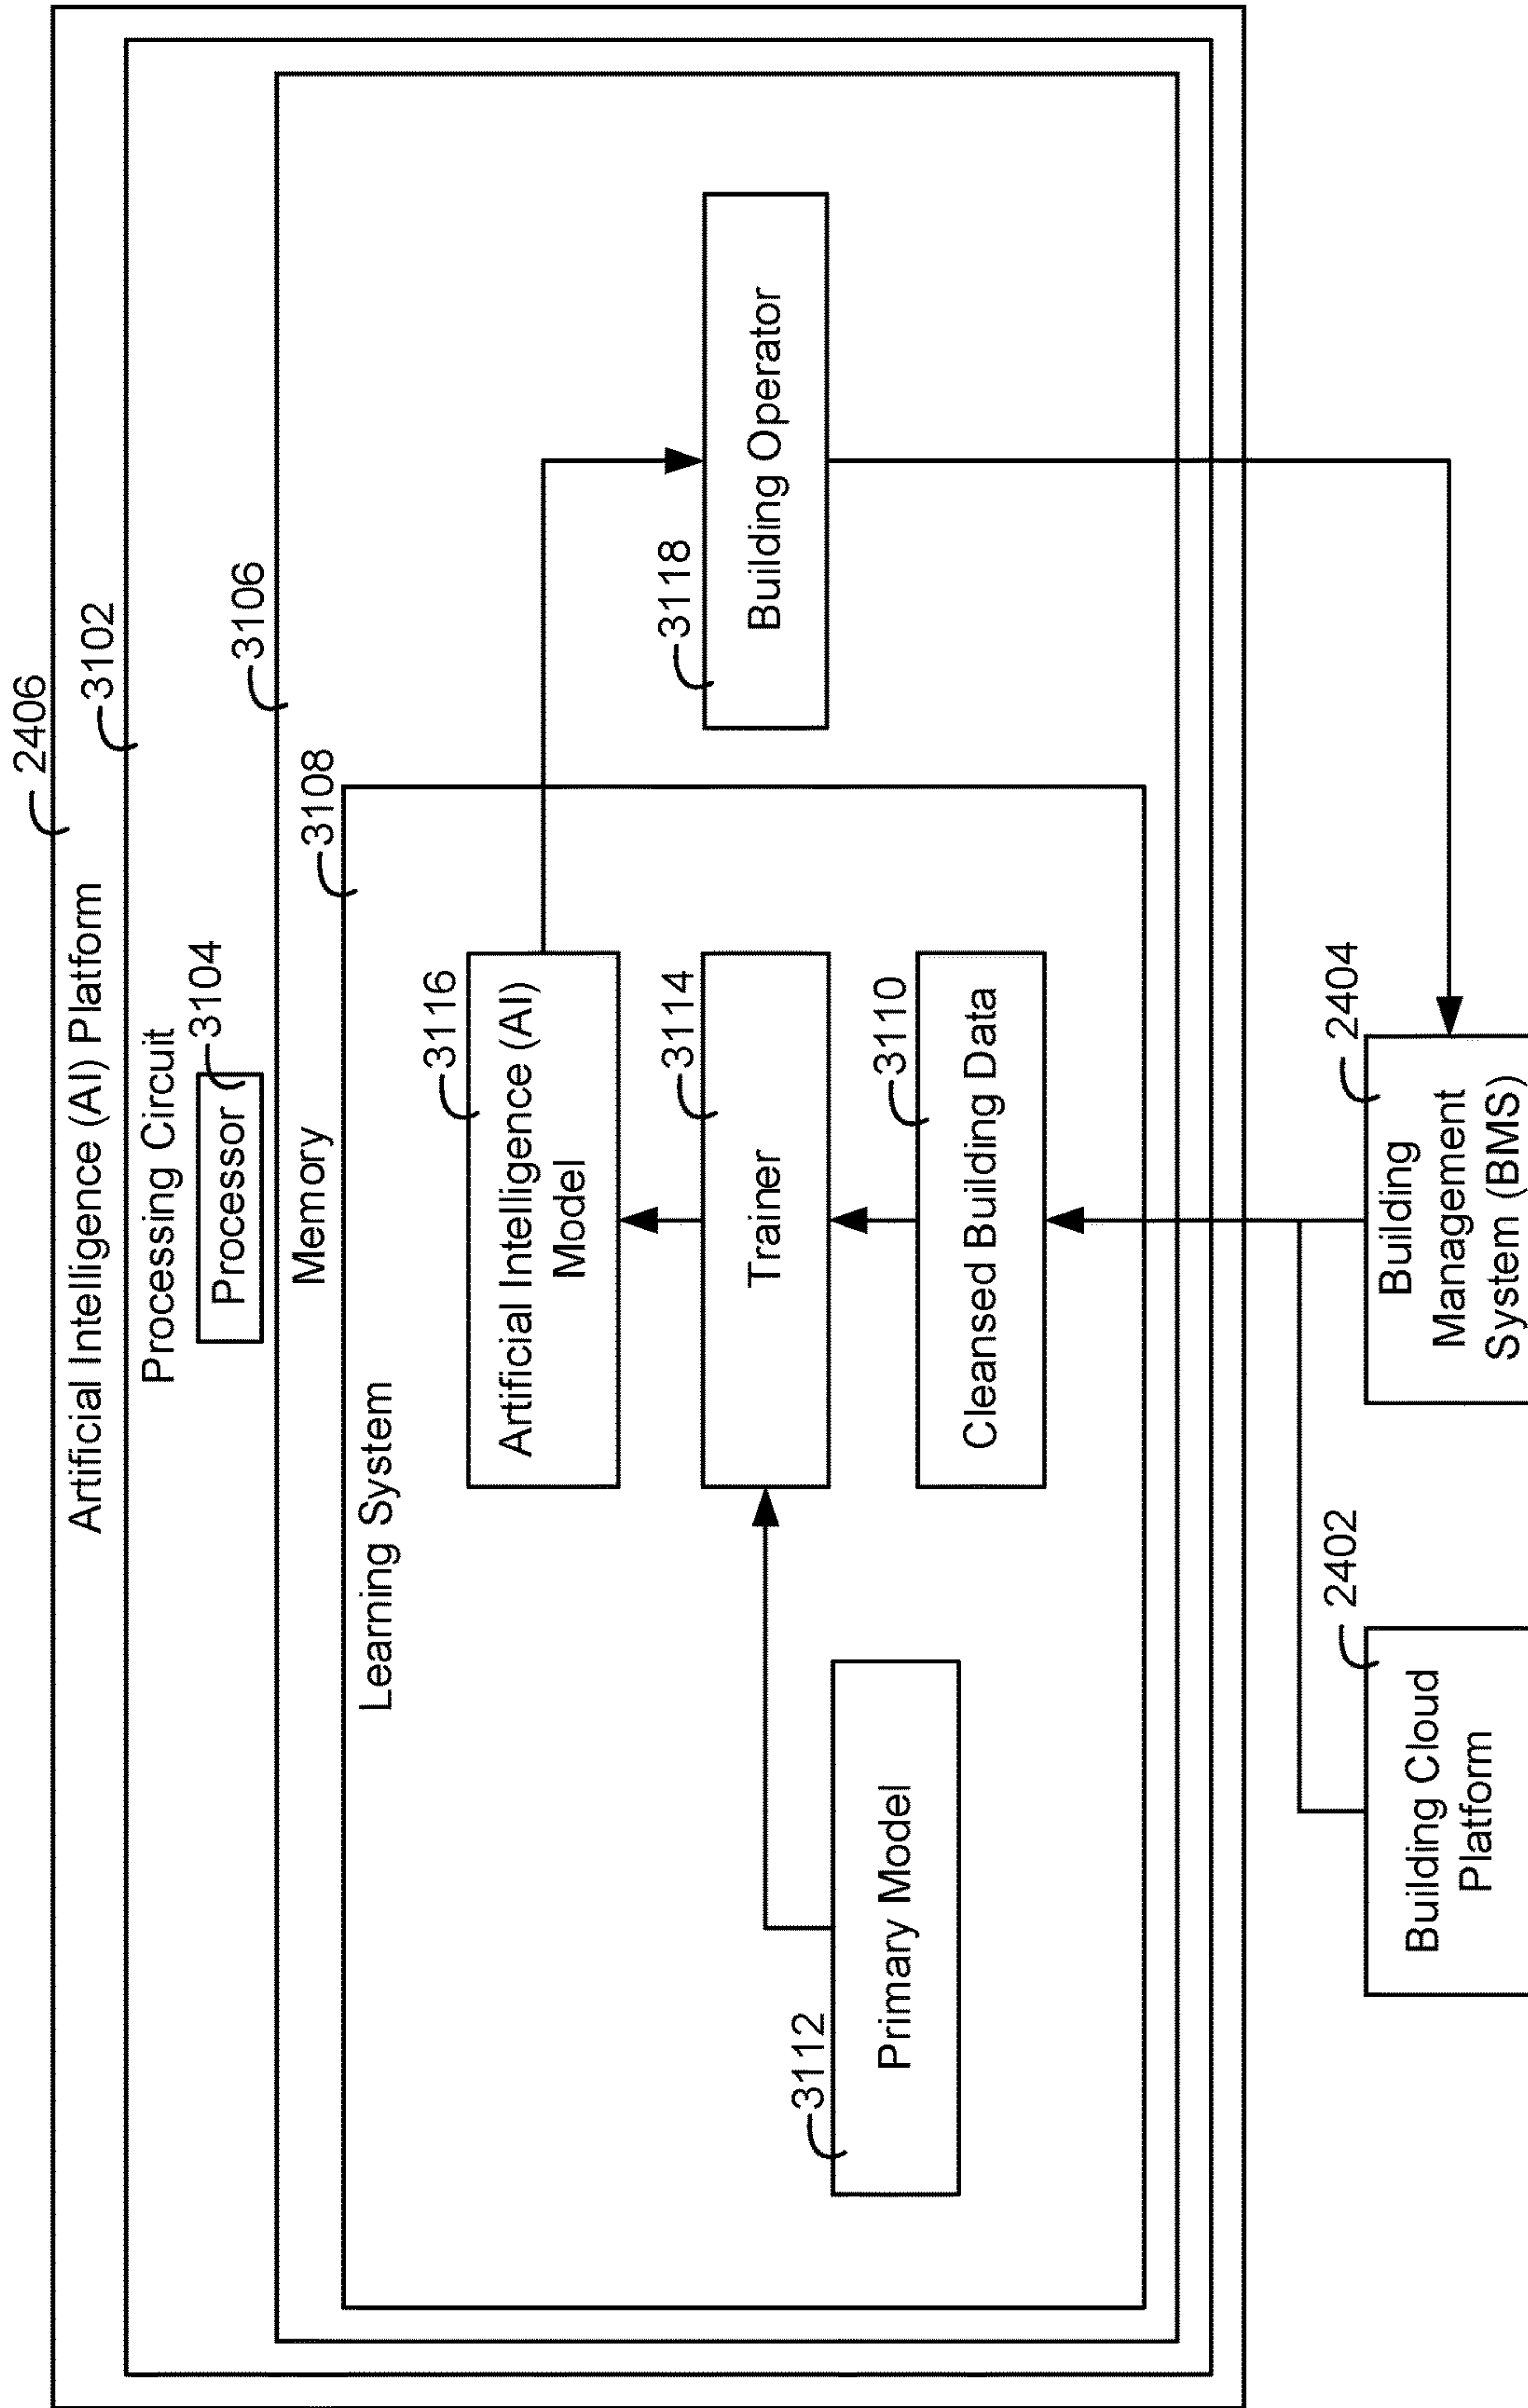 2406
Artificial Intelligence (AI) Platform
3102
Processing Circuit
3104
Processor
3106
Memory
3108
Learning System
3116
Artificial Intelligence (AI)
Model
3114
Trainer
3118
Building Operator
3112
Primary Model
3110
Cleansed Building Data
2402
Building Cloud
Platform
2404
Building
Management
System (BMS)